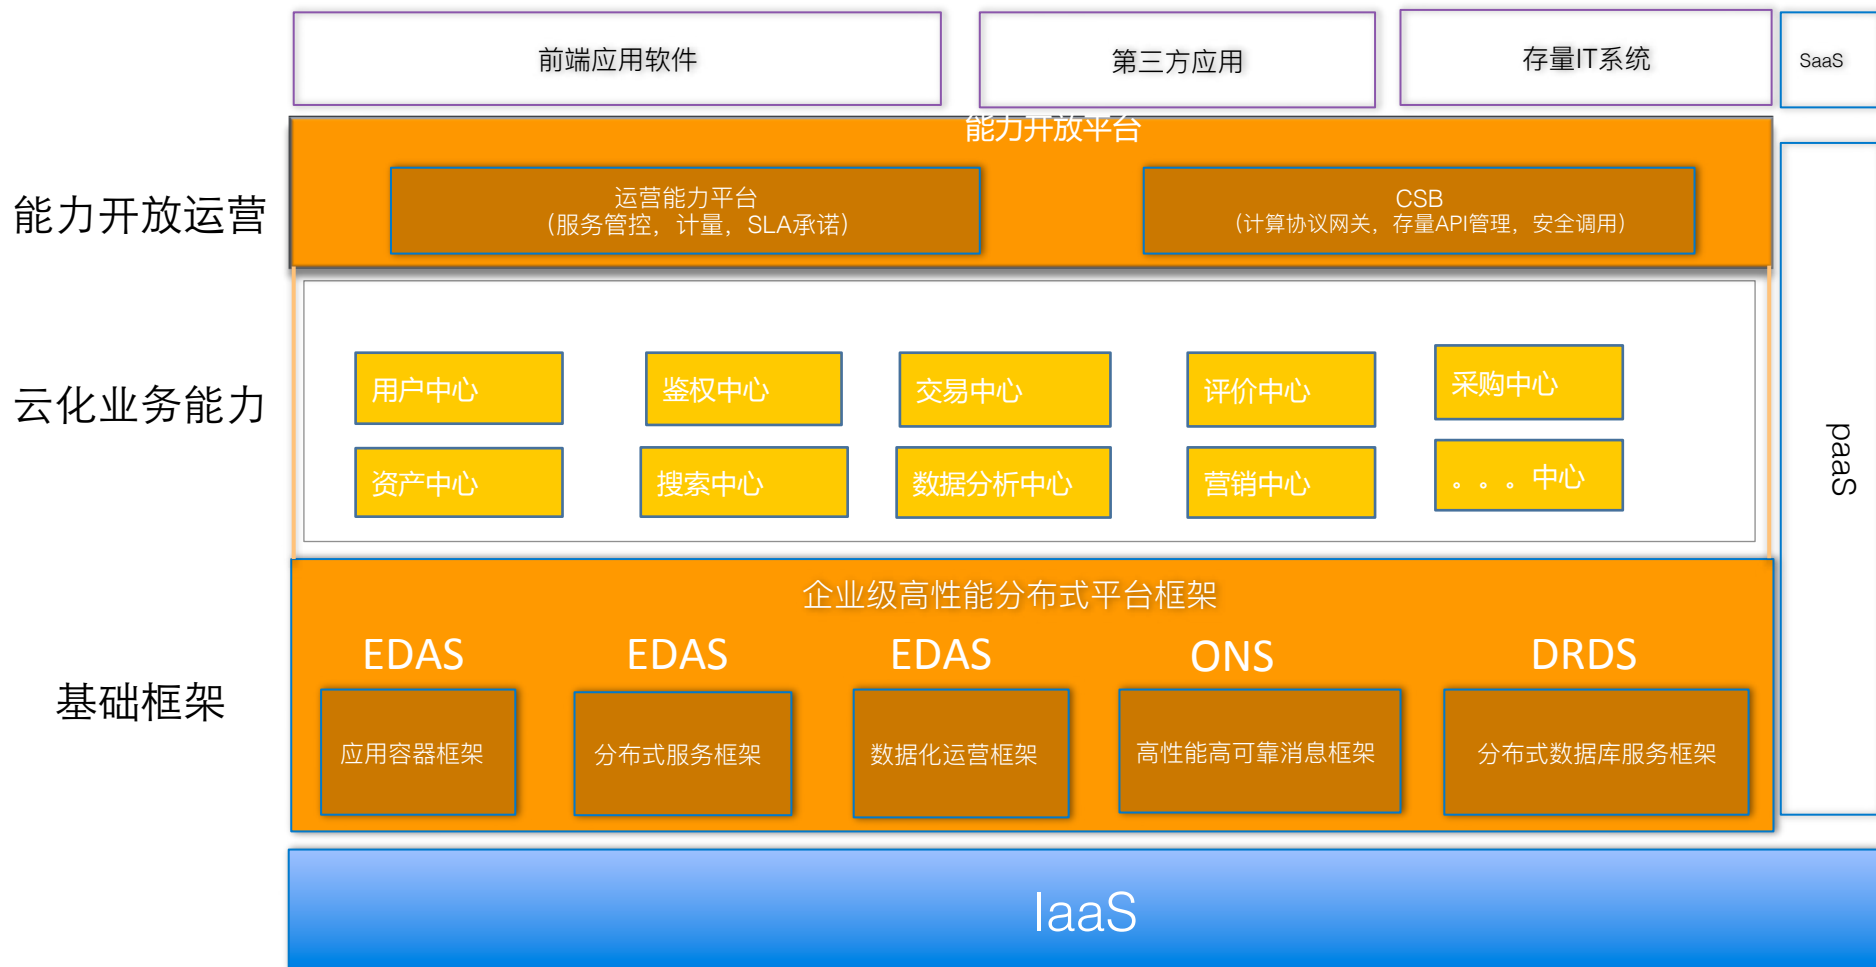 前端应用软件
第三方应用
存量IT系统
SaaS
能力开放平台
能力开放运营
运营能力平台
（服务管控，计量，SLA承诺）
CSB
（计算协议网关，存量API管理，安全调用）
云化业务能力
用户中心
鉴权中心
交易中心
评价中心
采购中心
资产中心
搜索中心
数据分析中心
营销中心
。。。中心
paaS
基础框架
企业级高性能分布式平台框架
EDAS
EDAS
EDAS
ONS
DRDS
应用容器框架
分布式服务框架
数据化运营框架
高性能高可靠消息框架
分布式数据库服务框架
IaaS